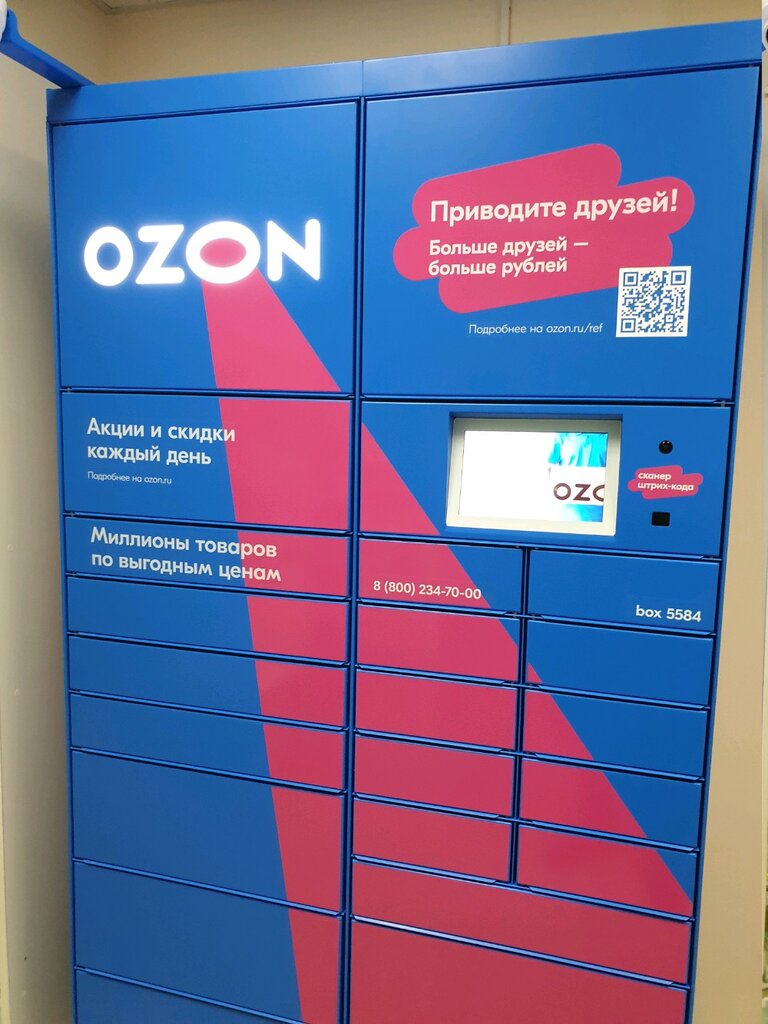 OZON
Приводите друзей!
Больше друзей —
больше рублей
Подробнее на ozon.ru/ref
Акции и скидки
каждый день
Подробнее на ozon.ru
OZO
сканер
штрих-кода
Миллионы товаров
по выгодным ценам
8 (800) 234-70-00
box 5584